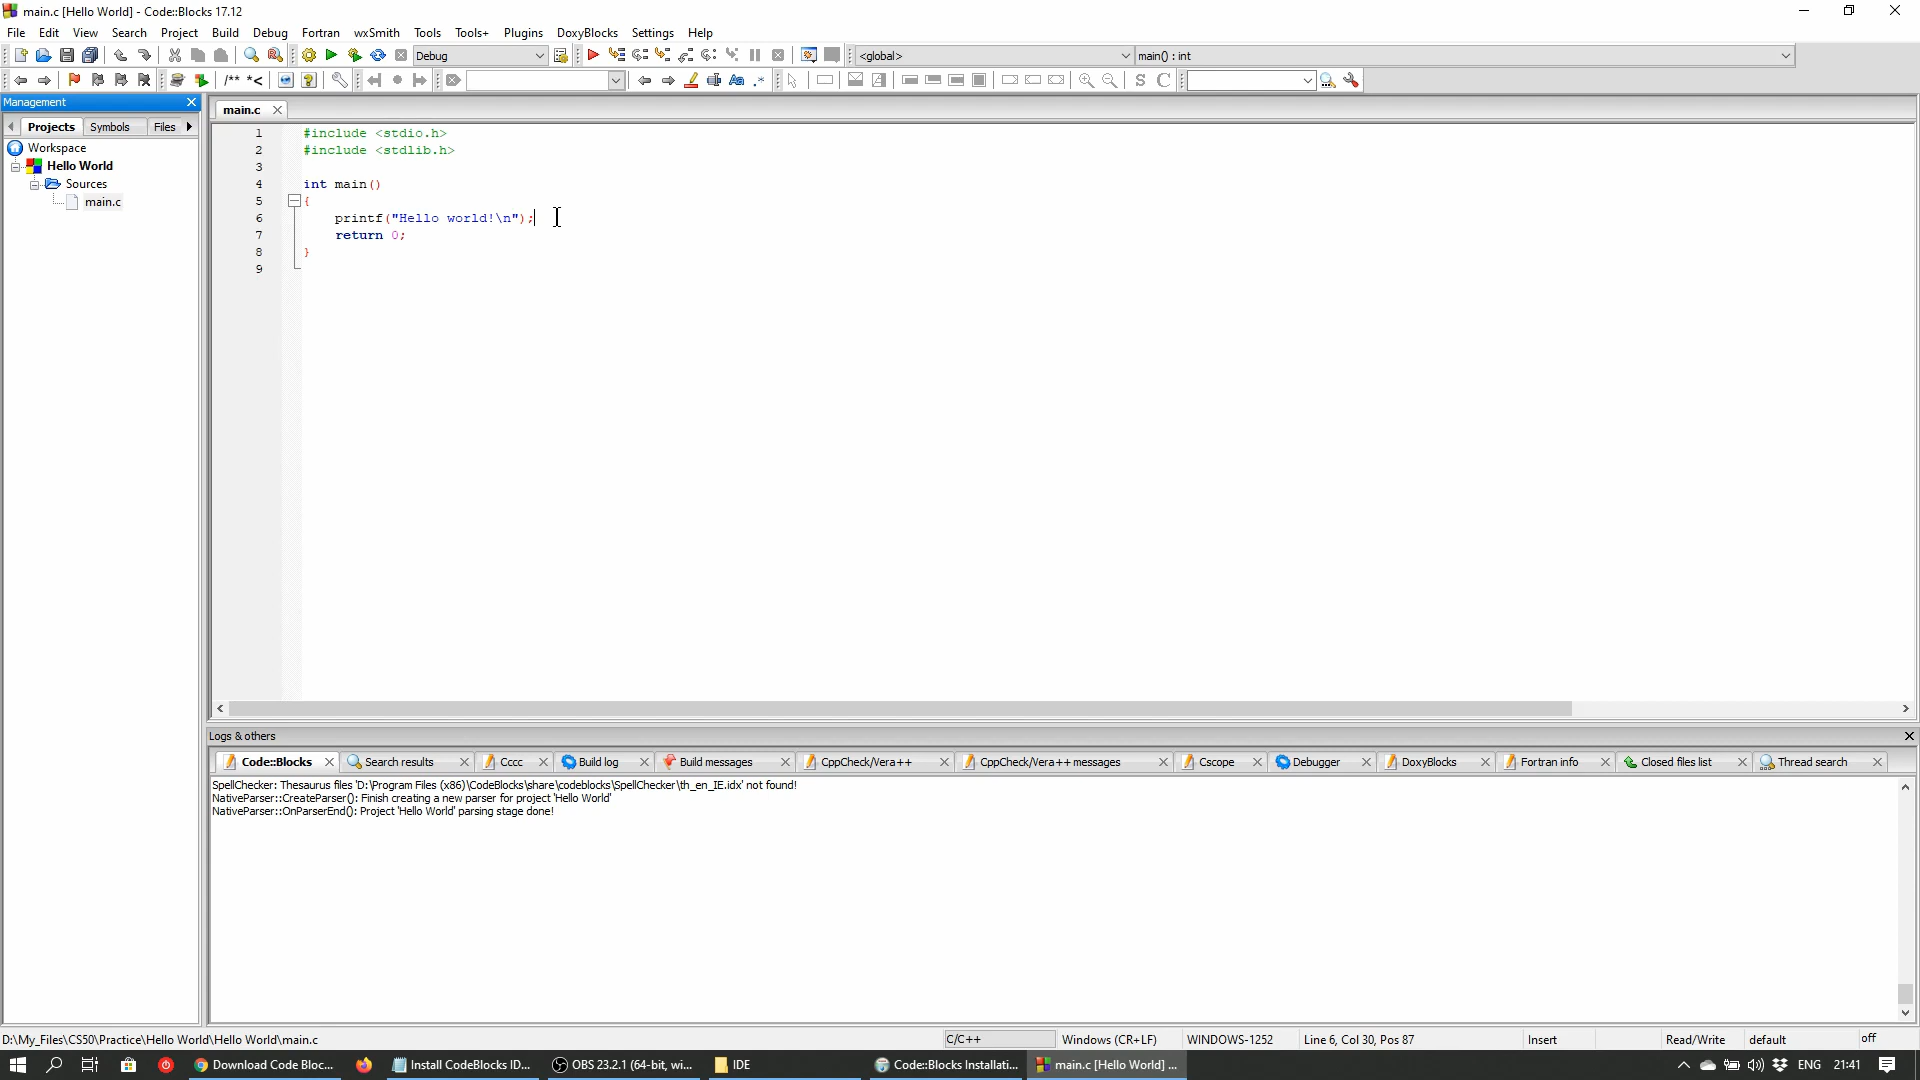 main.c [Hello World] - Code::Blocks 17.12
File Edit View Search Project Build Debug Fortran wxSmith Tools Tools+ Plugins DoxyBlocks Settings Help
Debug <global> main() : int
/** *<
Aa .* S C
Management
Projects Symbols Files
Workspace
Hello World
Sources
main.c
main.c
1 #include <stdio.h>
2 #include <stdlib.h>
3
4 int main()
5 {
6 printf("Hello world!\n");
7 return 0;
8 }
9
Logs & others
Code::Blocks Search results Cccc Build log Build messages CppCheck/Vera++ CppCheck/Vera++ messages Cscope Debugger DoxyBlocks Fortran info Closed files list Thread search
SpellChecker: Thesaurus files 'D:\Program Files (x86)\CodeBlocks\share\codeblocks\SpellChecker\th_en_IE.idx' not found!
NativeParser::CreateParser(): Finish creating a new parser for project 'Hello World'
NativeParser::OnParserEnd(): Project 'Hello World' parsing stage done!
D:\My_Files\CS50\Practice\Hello World\Hello World\main.c C/C++ Windows (CR+LF) WINDOWS-1252 Line 6, Col 30, Pos 87 Insert Read/Write default off
Download Code Bloc... Install CodeBlocks ID... OBS 23.2.1 (64-bit, wi... IDE Code::Blocks Installati... main.c [Hello World] ... ENG 21:41